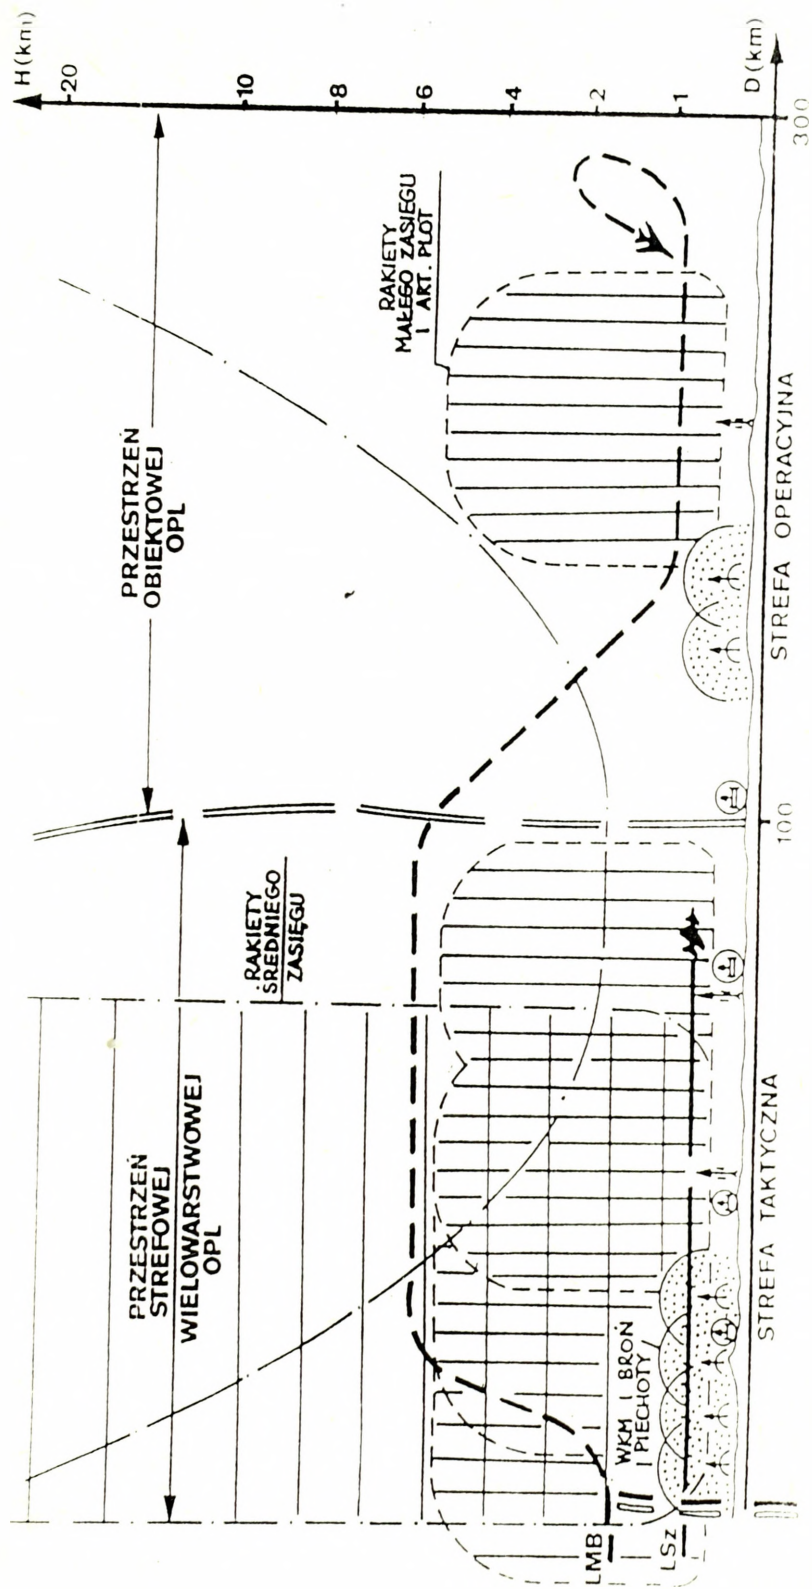 H(km)
20
10
8
6
4
2
1
D(km)
300
PRZESTRZEŃ
OBIEKTOWEJ
OPL
RAKIETY
MAŁEGO ZASIĘGU
I ART. PLOT
STREFA OPERACYJNA
100
RAKIETY
ŚREDNIEGO
ZASIĘGU
PRZESTRZEŃ
STREFOWEJ
WIELOWARSTWOWEJ
OPL
WKM I BROŃ
PIECHOTY
STREFA TAKTYCZNA
LMB
LSz